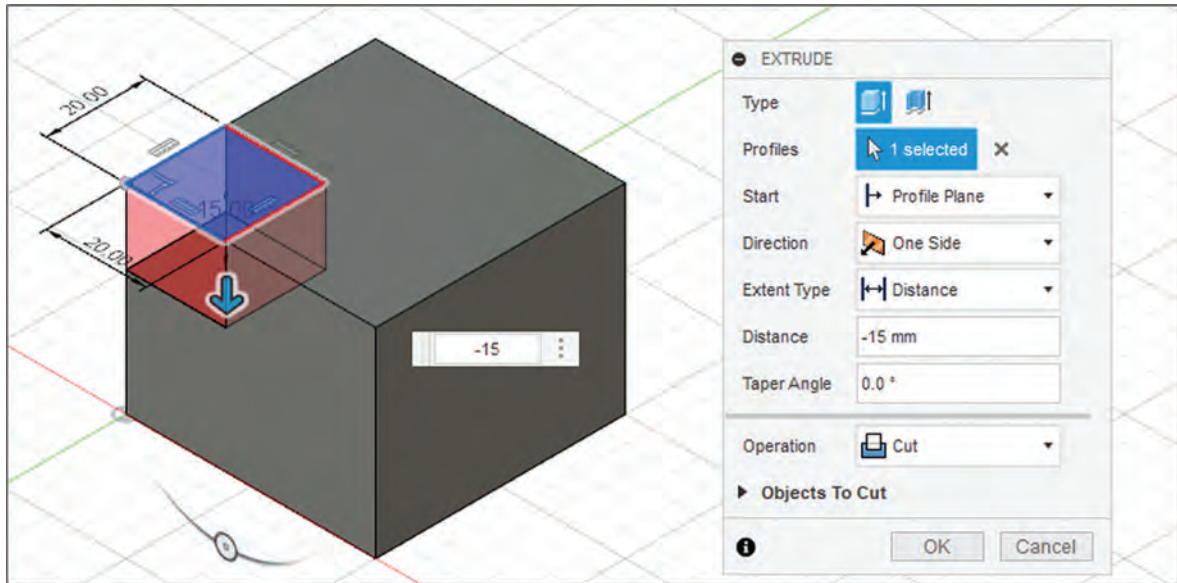 20.00
15.00
20.00
-15
EXTRUDE
Type
Profiles 1 selected
Start Profile Plane
Direction One Side
Extent Type Distance
Distance -15 mm
Taper Angle 0.0 °
Operation Cut
Objects To Cut
OK Cancel